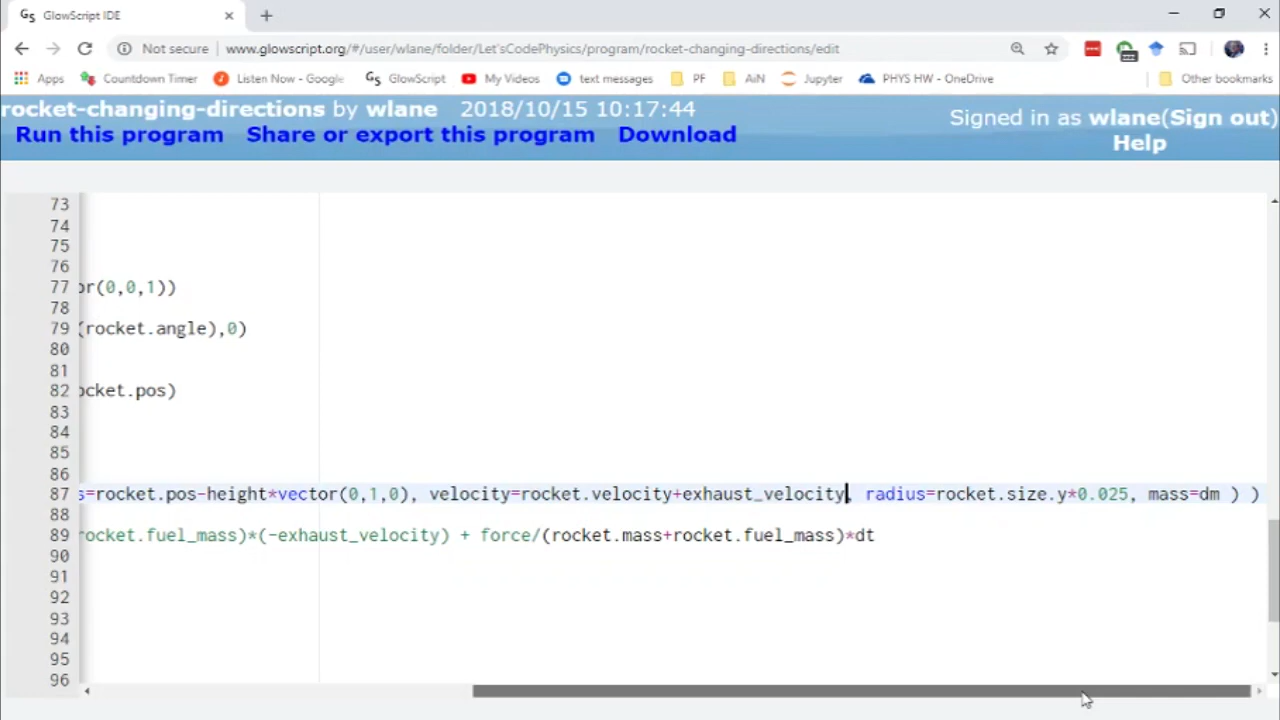 GlowScript IDE
Not secure | www.glowscript.org/#/user/wlane/folder/Let'sCodePhysics/program/rocket-changing-directions/edit
Apps Countdown Timer Listen Now - Google GlowScript My Videos text messages PF AiN Jupyter PHYS HW - OneDrive Other bookmarks
rocket-changing-directions by wlane 2018/10/15 10:17:44
Signed in as wlane(Sign out)
Run this program Share or export this program Download
Help
73
74
75
76
77 or(0,0,1))
78
79 (rocket.angle),0)
80
81
82 ocket.pos)
83
84
85
86
87 s=rocket.pos-height*vector(0,1,0), velocity=rocket.velocity+exhaust_velocity, radius=rocket.size.y*0.025, mass=dm ) )
88
89 rocket.fuel_mass)*(-exhaust_velocity) + force/(rocket.mass+rocket.fuel_mass)*dt
90
91
92
93
94
95
96